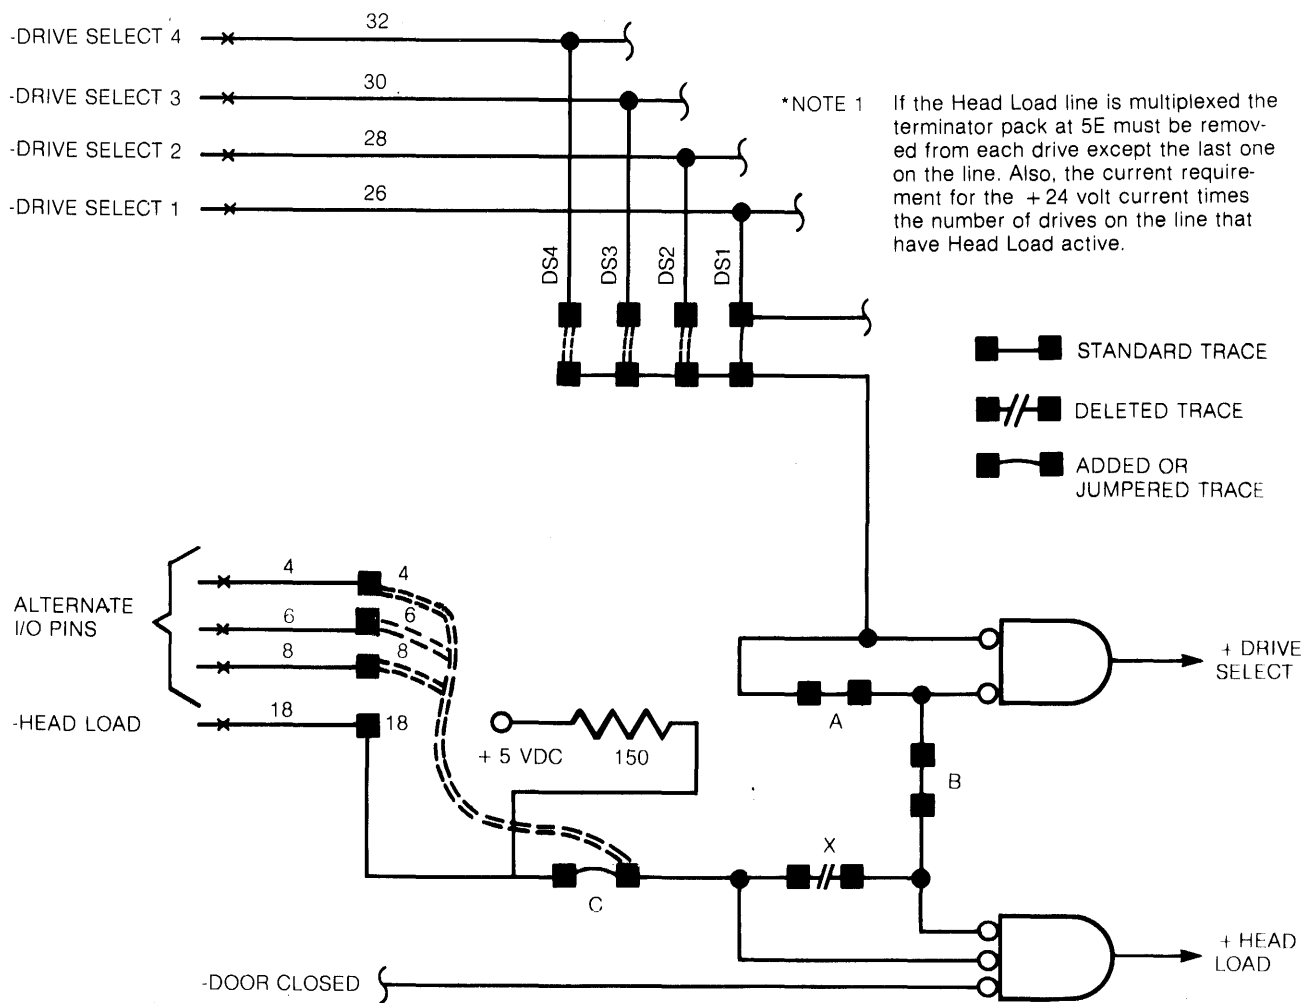 -DRIVE SELECT 4
32
-DRIVE SELECT 3
30
-DRIVE SELECT 2
28
-DRIVE SELECT 1
26
*NOTE 1
If the Head Load line is multiplexed the
terminator pack at 5E must be remov-
ed from each drive except the last one
on the line. Also, the current require-
ment for the +24 volt current times
the number of drives on the line that
have Head Load active.
DS4
DS3
DS2
DS1
STANDARD TRACE
DELETED TRACE
ADDED OR
JUMPERED TRACE
ALTERNATE
I/O PINS
4
4
6
6
8
8
-HEAD LOAD
18
18
+ 5 VDC
150
A
B
C
X
+ DRIVE
SELECT
+ HEAD
LOAD
-DOOR CLOSED